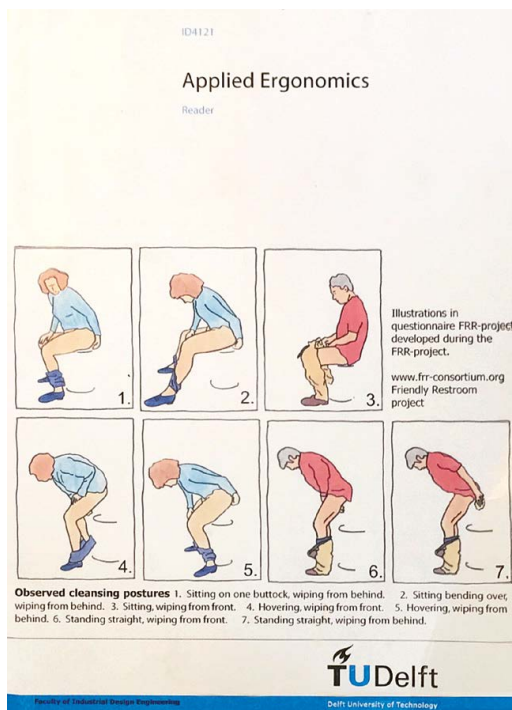 ID4121
Applied Ergonomics
Reader
Illustrations in
questionnaire FRR-project
developed during the
FRR-project.
www.frr-consortium.org
Friendly Restroom
project
1.
2.
3.
4.
5.
6.
7.
Observed cleansing postures 1. Sitting on one buttock, wiping from behind. 2. Sitting bending over,
wiping from behind. 3. Sitting, wiping from front. 4. Hovering, wiping from front. 5. Hovering, wiping from
behind. 6. Standing straight, wiping from front. 7. Standing straight, wiping from behind.
TUDelft
Faculty of Industrial Design Engineering
Delft University of Technology